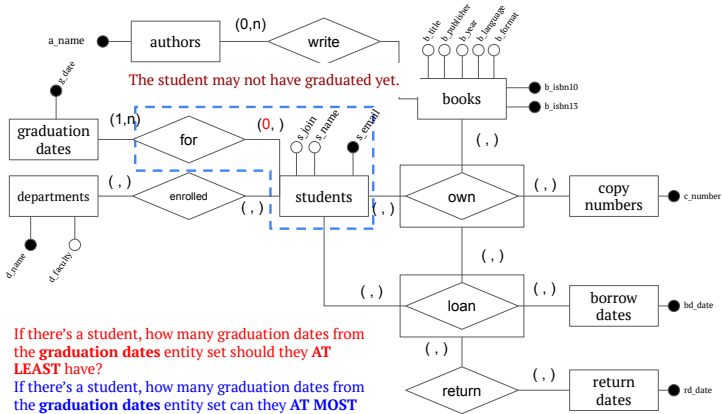 b_title
b_publisher
b_year
b_language
b_format
(0,n)
a_name
authors
write
g_date
The student may not have graduated yet.
books
b_isbn10
b_isbn13
(1,n)
(0, )
s_join
s_name
s_email
graduation
dates
for
( , )
( , )
departments
enrolled
( , )
students
( , )
own
( , )
copy
numbers
c_number
d_name
d_faculty
( , )
( , )
loan
( , )
borrow
dates
bd_date
If there's a student, how many graduation dates from
the graduation dates entity set should they AT
LEAST have?
If there's a student, how many graduation dates from
the graduation dates entity set can they AT MOST
( , )
return
( , )
return
dates
rd_date